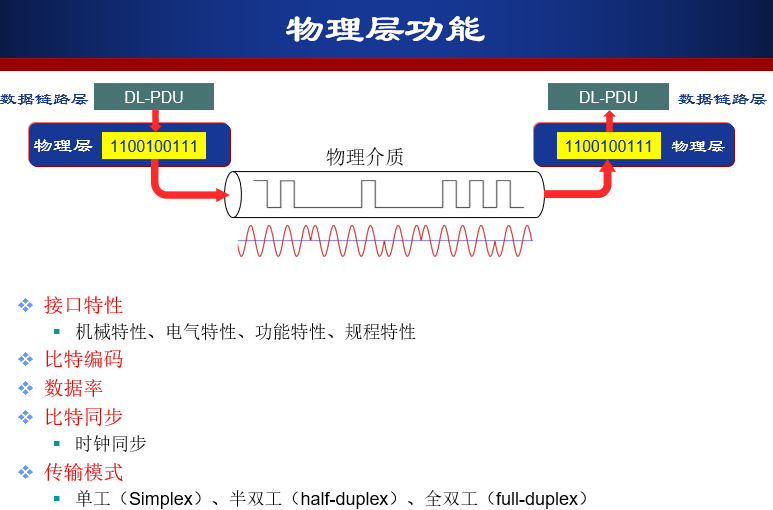 物理层功能
数据链路层 DL-PDU DL-PDU 数据链路层
物理层 1100100111 1100100111 物理层
物理介质
接口特性
机械特性、电气特性、功能特性、规程特性
比特编码
数据率
比特同步
时钟同步
传输模式
单工（Simplex）、半双工（half-duplex）、全双工（full-duplex）